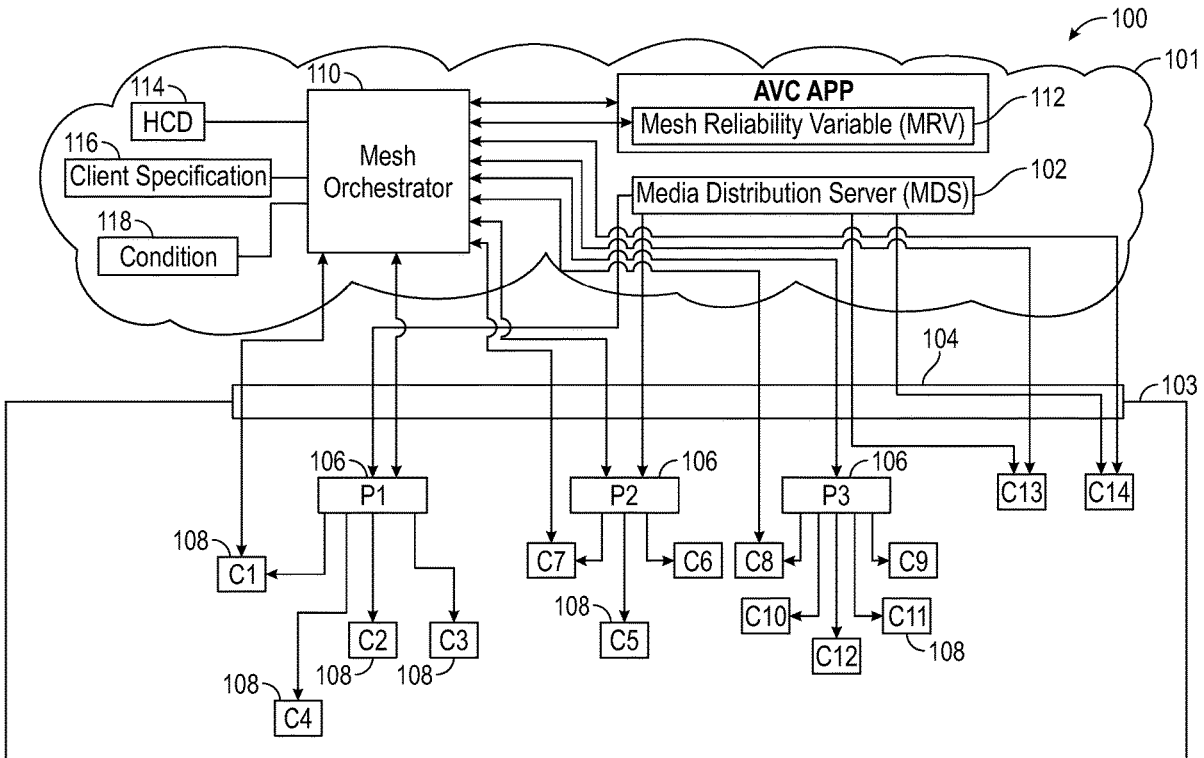 100
101
110
114
HCD
AVC APP
112
Mesh Reliability Variable (MRV)
116
Client Specification
Mesh
Orchestrator
102
Media Distribution Server (MDS)
118
Condition
104
103
106
P1
106
P2
106
P3
C13
C14
108
C1
C7
C6
C8
C9
108
C2
108
C3
108
108
C5
C10
C11
108
C12
108
C4